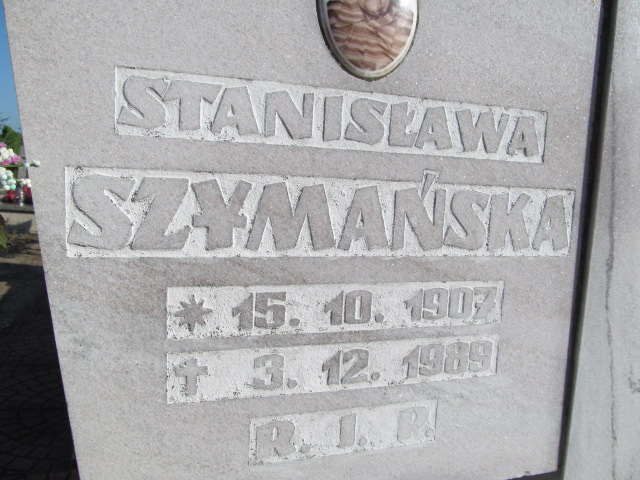 STANISŁAWA
SZYMAŃSKA
* 15. 10. 1907
† 3. 12. 1989
R. I. P.